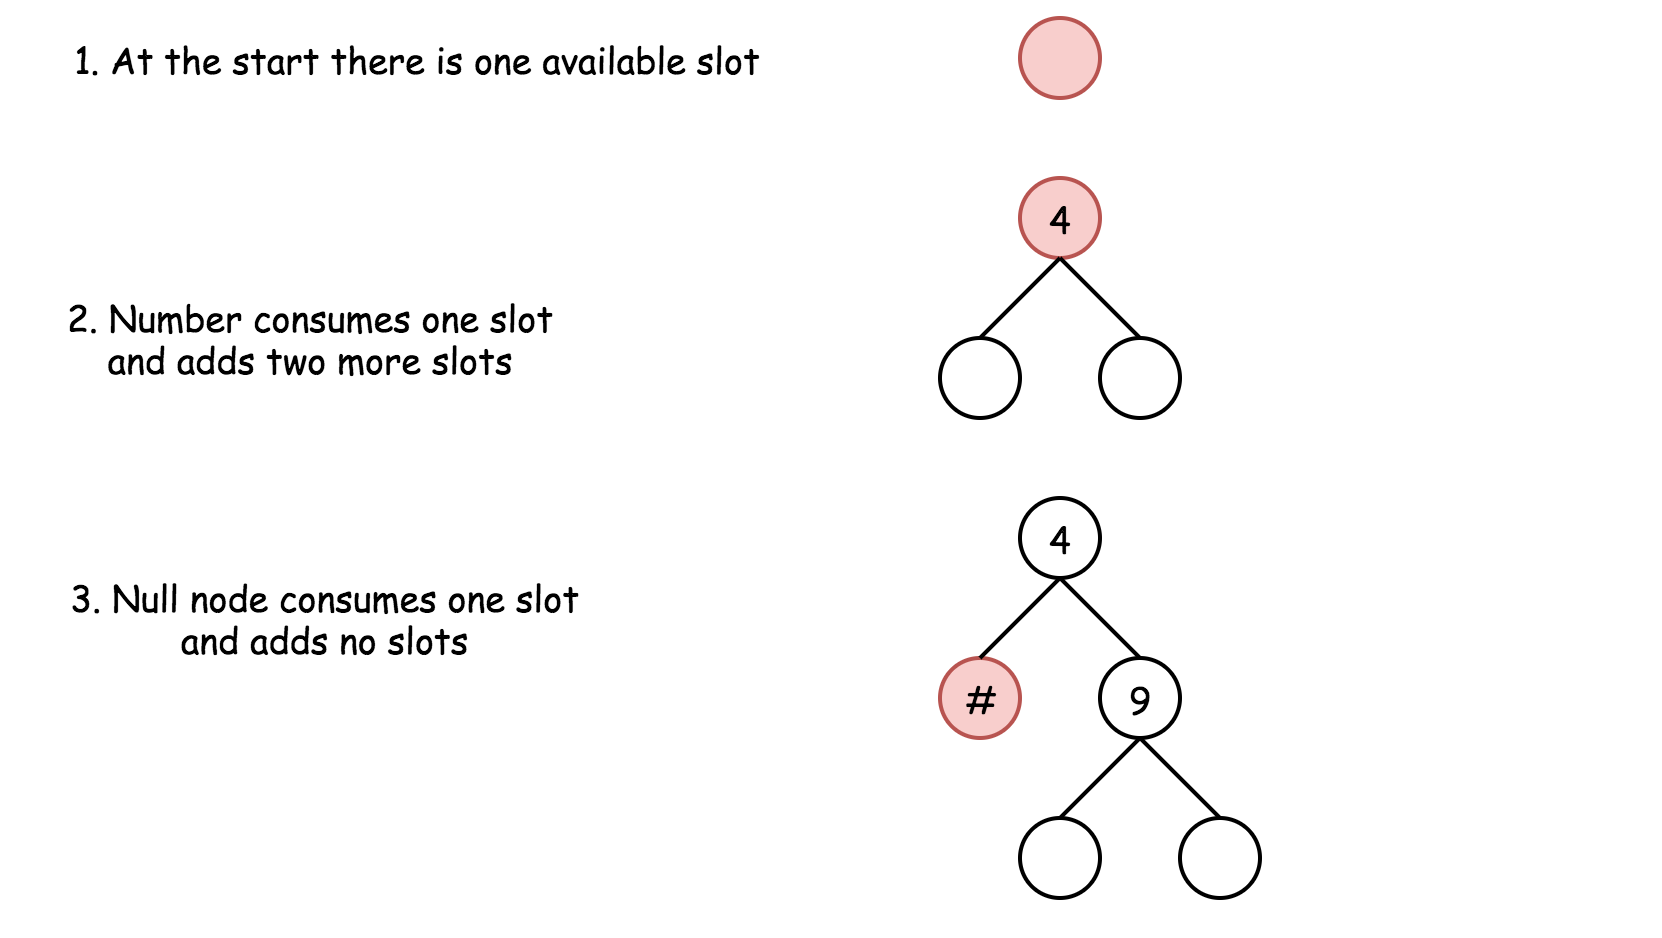 1. At the start there is one available slot
4
2. Number consumes one slot
and adds two more slots
4
3. Null node consumes one slot
and adds no slots
#
9